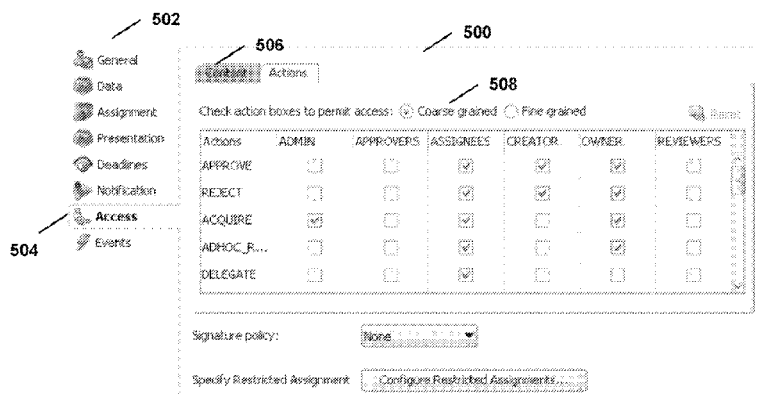 502
506
500
General
Content Actions
Data
508
Assignment
Check action boxes to permit access: Coarse grained Fine grained Reset
Presentation
Actions ADMIN APPROVERS ASSIGNEES CREATOR OWNER REVIEWERS
Deadlines
APPROVE
Notification
REJECT
Access
ACQUIRE
504
Events
ADHOC_R...
DELEGATE
Signature policy: None
Specify Restricted Assignment Configure Restricted Assignments...